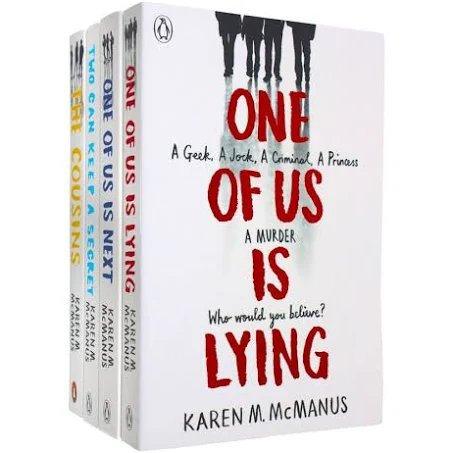 THE COUSINS
KAREN M.
McMANUS
TWO CAN KEEP A SECRET
KAREN M.
McMANUS
ONE OF US IS NEXT
KAREN M.
McMANUS
ONE OF US IS LYING
KAREN M.
McMANUS
ONE
A Geek, A Jock, A Criminal, A Princess
OF US
A MURDER
IS
Who would you believe?
LYING
KAREN M. McMANUS